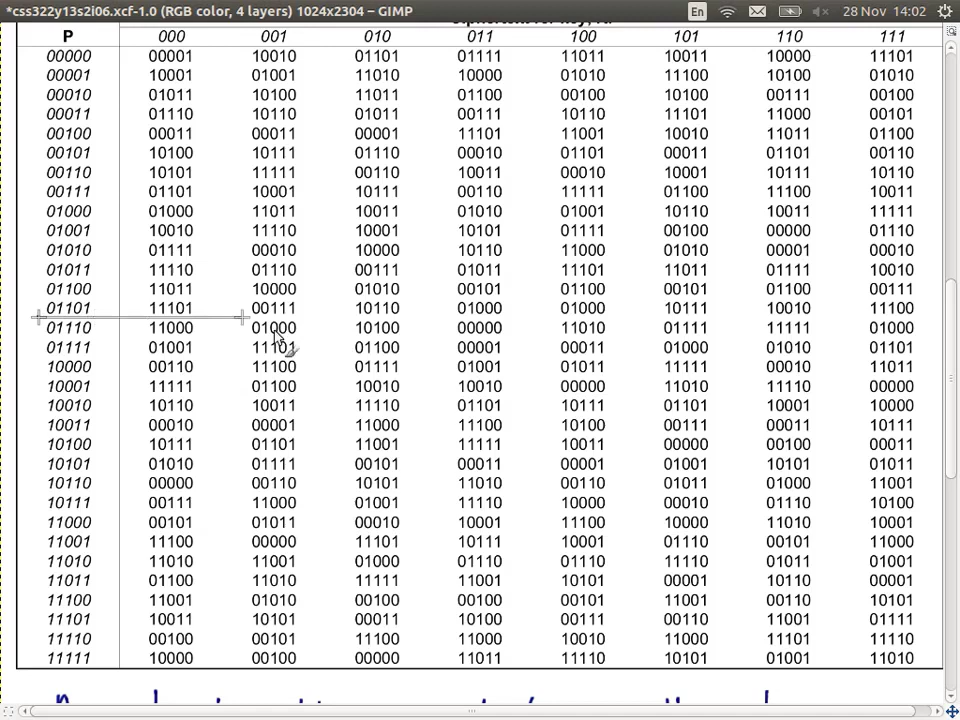 *css322y13s2i06.xcf-1.0 (RGB color, 4 layers) 1024x2304 – GIMP En 28 Nov 14:02
P 000 001 010 011 100 101 110 111
00000 00001 10010 01101 01111 11011 10011 10000 11101
00001 10001 01001 11010 10000 01010 11100 10100 01010
00010 01011 10100 11011 01100 00100 10100 00111 00100
00011 01110 10110 01011 00111 10110 11101 11000 00101
00100 00011 00011 00001 11101 11001 10010 11011 01100
00101 10100 10111 01110 00010 01101 00011 01101 00110
00110 10101 11111 00110 10011 00010 10001 10111 10110
00111 01101 10001 10111 00110 11111 01100 11100 10011
01000 01000 11011 10011 01010 01001 10110 10011 11111
01001 10010 11110 10001 10101 01111 00100 00000 01110
01010 01111 00010 10000 10110 11000 01010 00001 00010
01011 11110 01110 00111 01011 11101 11011 01111 10010
01100 11011 10000 01010 00101 01100 00101 01100 00111
01101 11101 00111 10110 01000 01000 10111 10010 11100
01110 11000 01000 10100 00000 11010 01111 11111 01000
01111 01001 11101 01100 00001 00011 01000 01010 01101
10000 00110 11100 01111 01001 01011 11111 00010 11011
10001 11111 01100 10010 10010 00000 11010 11110 00000
10010 10110 10011 11110 01101 10111 01101 10001 10000
10011 00010 00001 11000 11100 10100 00111 00011 10111
10100 10111 01101 11001 11111 10011 00000 00100 00011
10101 01010 01111 00101 00011 00001 01001 10101 01011
10110 00000 00110 10101 11010 00110 01011 01000 11001
10111 00111 11000 01001 11110 10000 00010 01110 10100
11000 00101 01011 00010 10001 11100 10000 11010 10001
11001 11100 00000 11101 10111 10001 01110 00101 11000
11010 11010 11001 01000 01110 01110 11110 01011 01001
11011 01100 11010 11111 11001 10101 00001 10110 00001
11100 11001 01010 00100 00100 00101 11001 00110 10101
11101 10011 10101 00011 10100 00111 00110 11001 01111
11110 00100 00101 11100 11000 10010 11000 11101 11110
11111 10000 00100 00000 11011 11110 10101 01001 11010